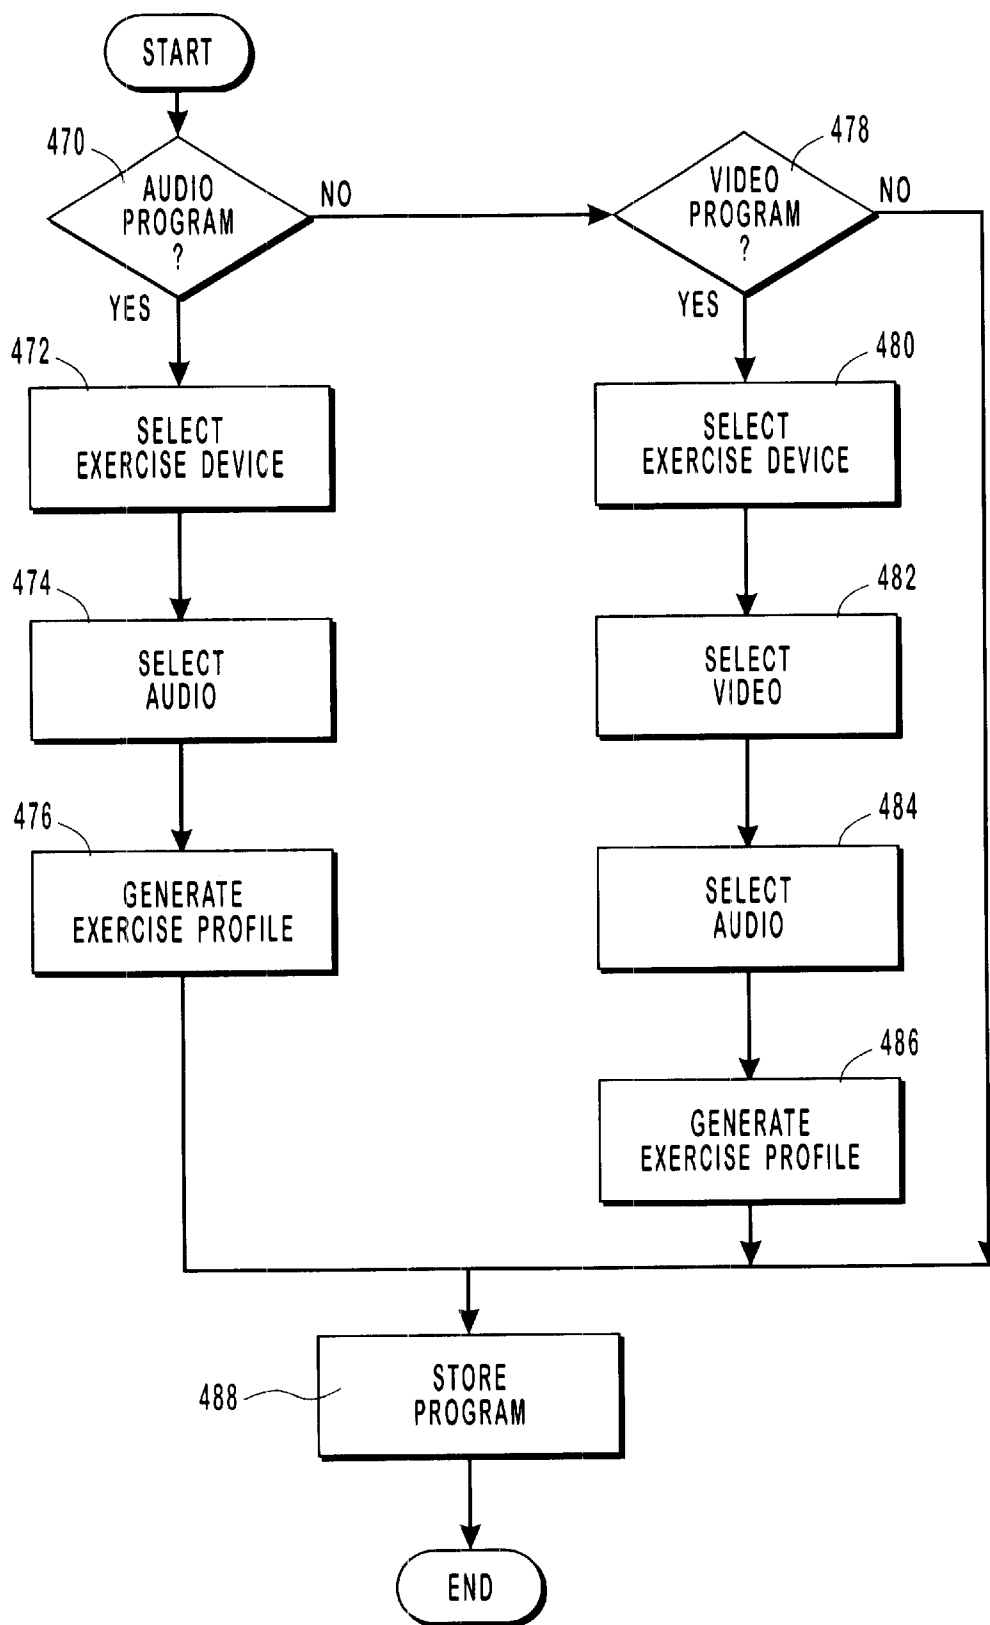 START
470
AUDIO
PROGRAM
?
NO
YES
472
SELECT
EXERCISE DEVICE
474
SELECT
AUDIO
476
GENERATE
EXERCISE PROFILE
478
VIDEO
PROGRAM
?
NO
YES
480
SELECT
EXERCISE DEVICE
482
SELECT
VIDEO
484
SELECT
AUDIO
486
GENERATE
EXERCISE PROFILE
488
STORE
PROGRAM
END